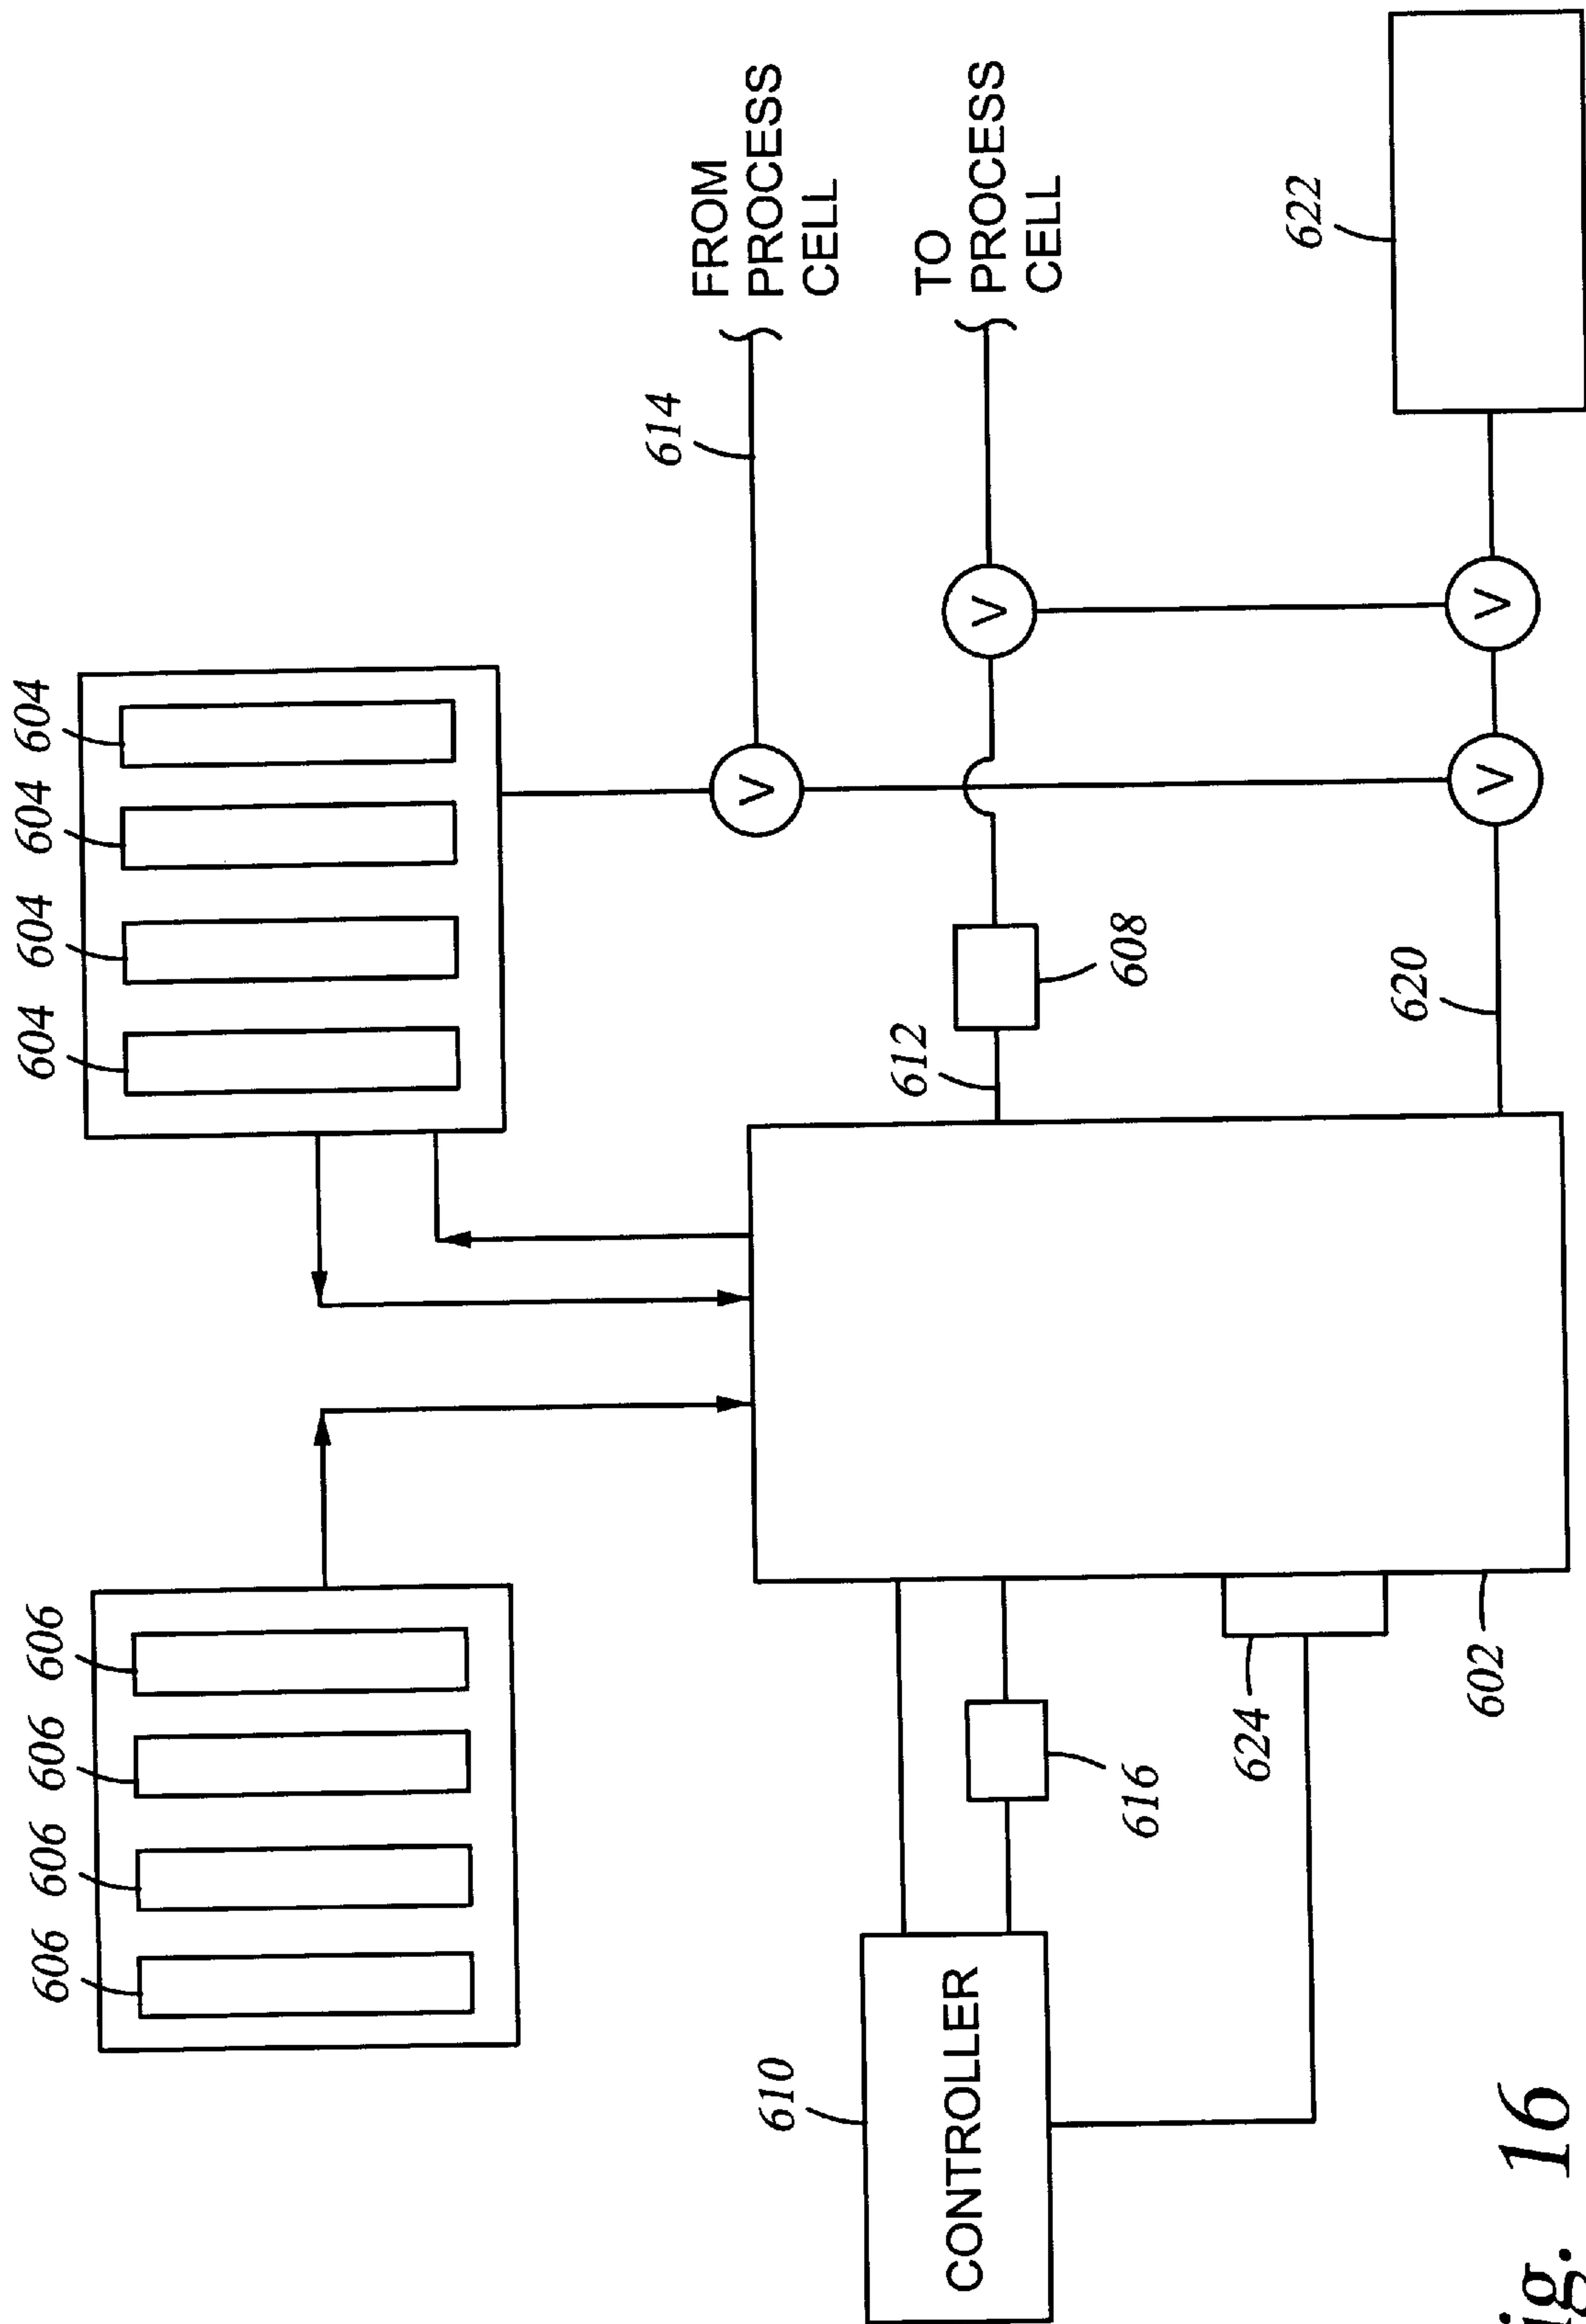 606 606 606 606 604 604 604 604
614
FROM
PROCESS
CELL
V
610
612
TO
PROCESS
CELL
CONTROLLER
V
608
616
624
622
620
602
V V
ig. 16